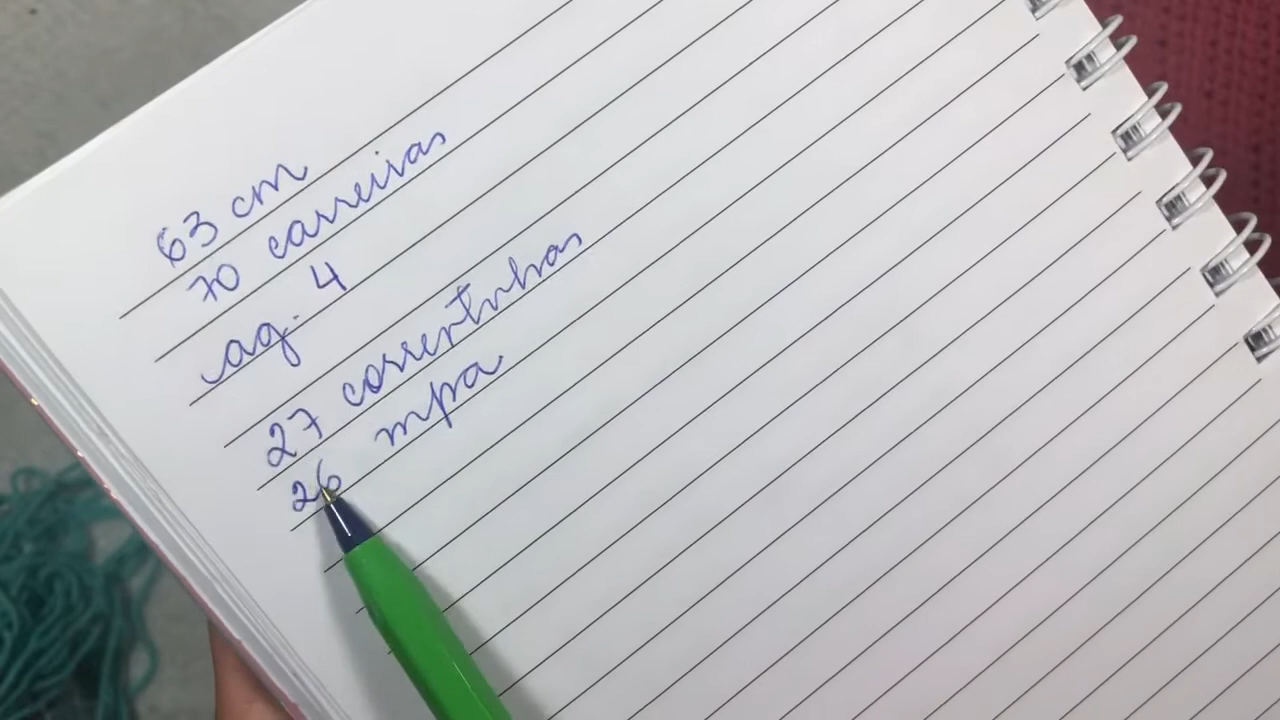 63 cm
70 carreiras
ag. 4
27 correntinhas
26 mpa